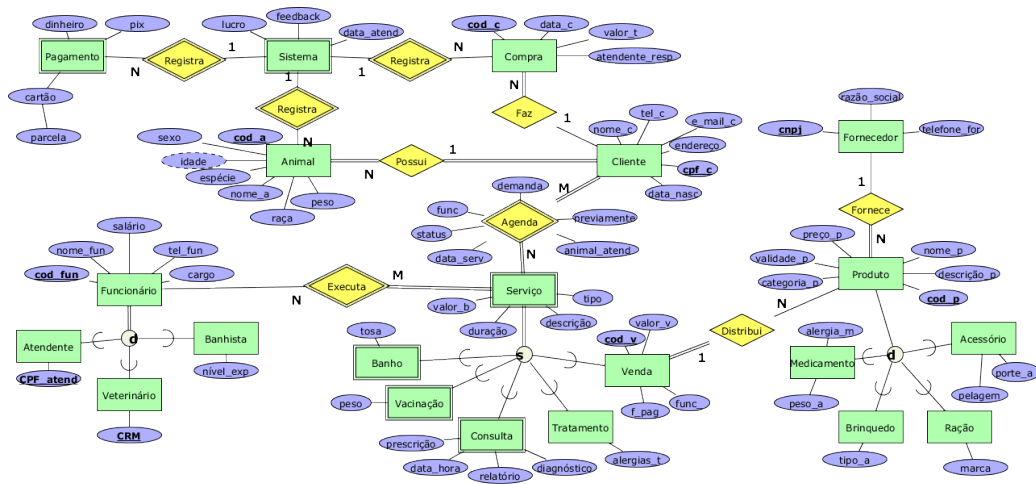 dinheiro
pix
lucro
feedback
data_atend
cod_c
data_c
valor_t
atendente_resp
Pagamento
N
Registra
1
Sistema
1
Registra
N
Compra
cartão
parcela
1
Registra
N
N
Faz
1
sexo
cod_a
idade
espécie
nome_a
raça
peso
Animal
N
Possui
1
Cliente
nome_c
tel_c
e_mail_c
endereço
cpf_c
data_nasc
razão_social
cnpj
Fornecedor
telefone_for
1
Fornece
N
M
demanda
func
previamente
status
Agenda
data_serv
animal_atend
N
salário
nome_fun
tel_fun
cod_fun
cargo
Funcionário
N
Executa
M
Serviço
tipo
valor_b
duração
descrição
preço_p
nome_p
validade_p
categoria_p
Produto
descrição_p
cod_p
N
Distribui
1
d
Atendente
CPF_atend
Banhista
nível_exp
Veterinário
CRM
s
tosa
Banho
peso
Vacinação
Consulta
prescrição
data_hora
relatório
diagnóstico
Tratamento
alergias_t
cod_v
valor_v
Venda
f_pag
func_
d
alergia_m
Medicamento
peso_a
Acessório
porte_a
pelagem
Brinquedo
tipo_a
Ração
marca